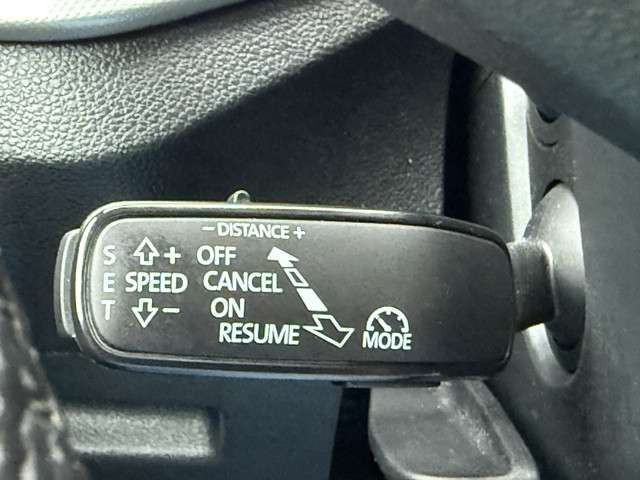 − DISTANCE +
S + OFF
E SPEED CANCEL
T − ON
RESUME MODE